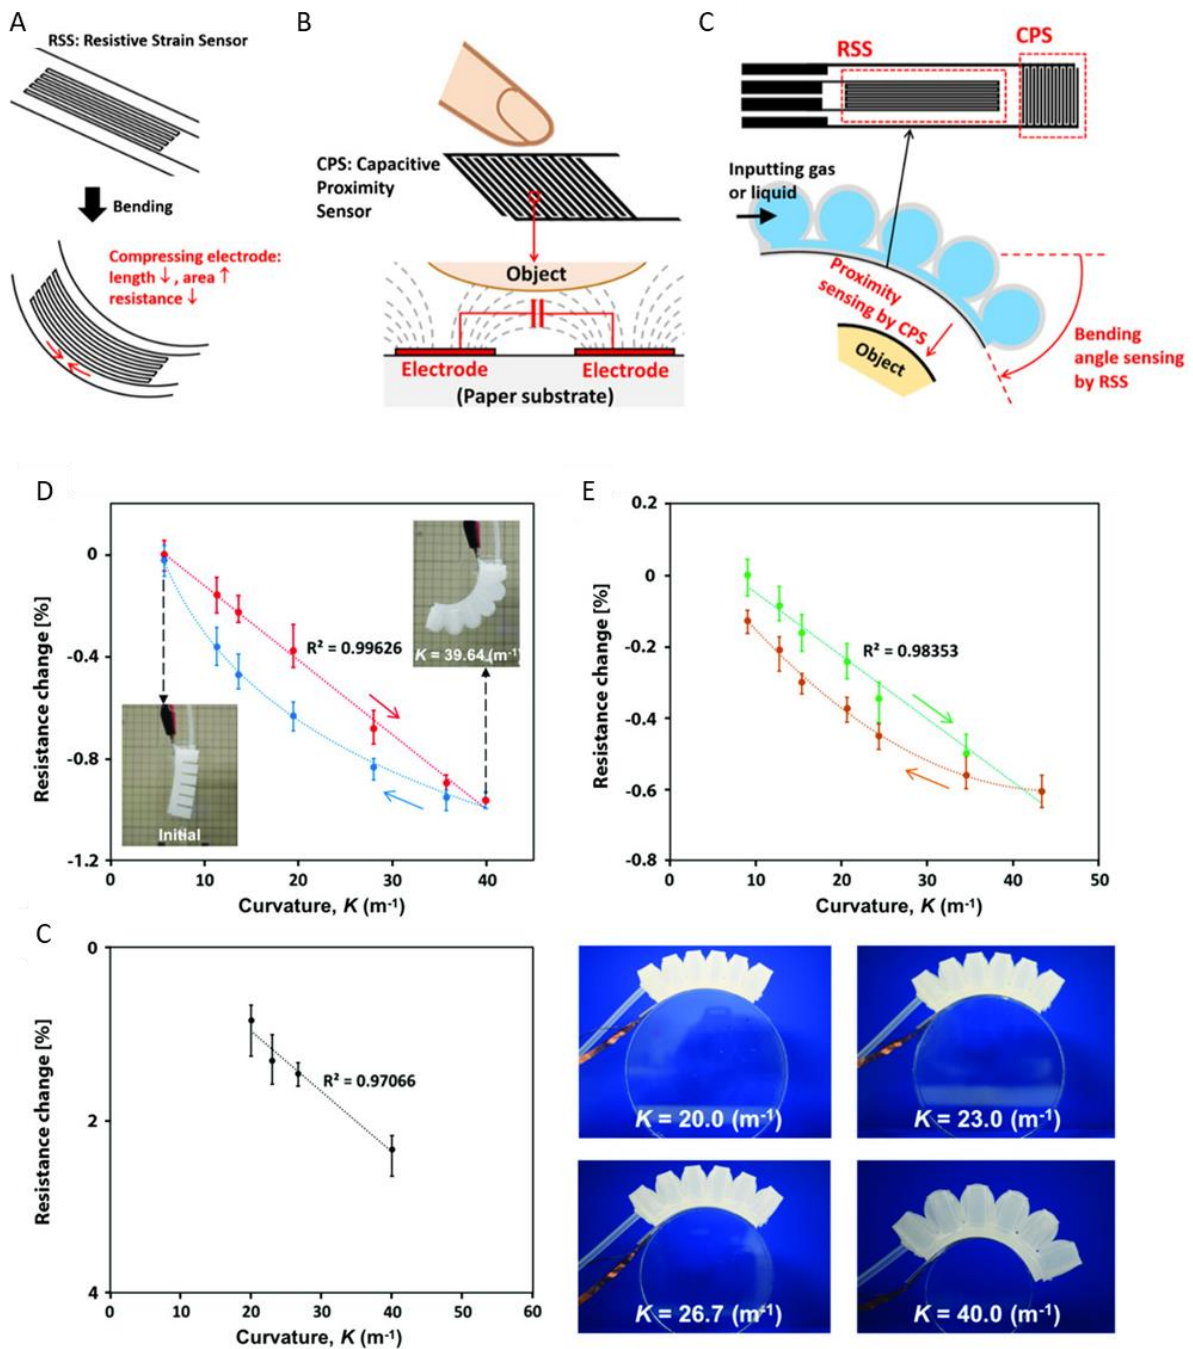 A
RSS: Resistive Strain Sensor
Bending
Compressing electrode:
length ↓, area ↑
resistance ↓
B
CPS: Capacitive
Proximity
Sensor
Object
Electrode
Electrode
(Paper substrate)
C
RSS
CPS
Inputting gas
or liquid
Proximity
sensing by CPS
Object
Bending
angle sensing
by RSS
D
Resistance change [%]
0
-0.4
-0.8
-1.2
R² = 0.99626
K = 39.64 (m-1)
Initial
0
10
20
30
40
Curvature, K (m-1)
E
Resistance change [%]
0.2
0
-0.2
-0.4
-0.6
-0.8
R² = 0.98353
0
10
20
30
40
50
Curvature, K (m-1)
C
Resistance change [%]
0
2
4
R² = 0.97066
0
10
20
30
40
50
60
Curvature, K (m-1)
K = 20.0 (m-1)
K = 23.0 (m-1)
K = 26.7 (m-1)
K = 40.0 (m-1)